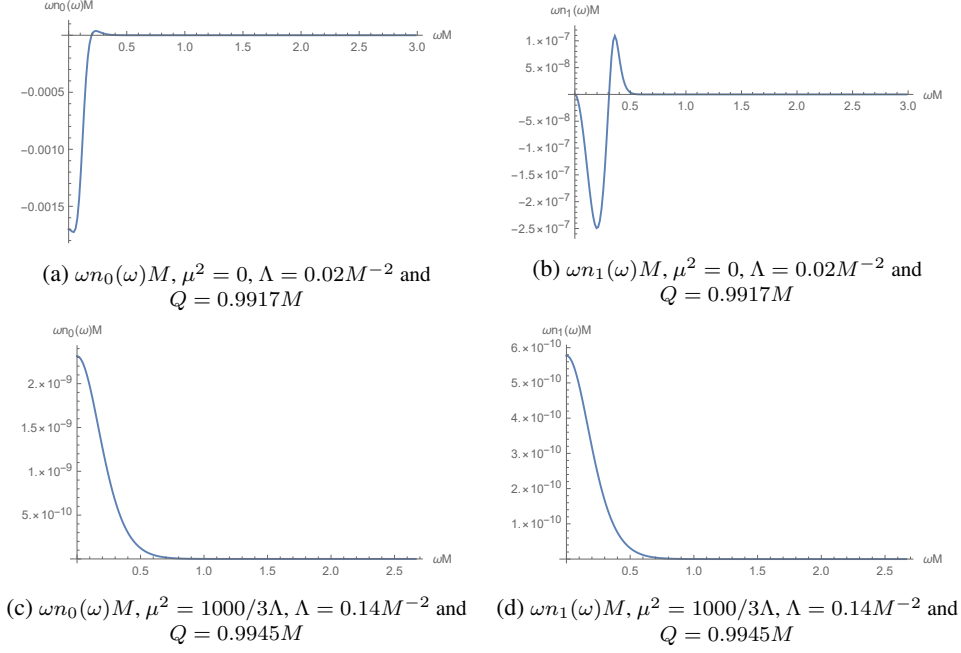 ωn₀(ω)M
ωM
0.5 1.0 1.5 2.0 2.5 3.0
-0.0005
-0.0010
-0.0015
(a) ωn₀(ω)M, μ² = 0, Λ = 0.02M⁻² and
Q = 0.9917M
ωn₁(ω)M
1.×10⁻⁷
5.×10⁻⁸
ωM
0.5 1.0 1.5 2.0 2.5 3.0
-5.×10⁻⁸
-1.×10⁻⁷
-1.5×10⁻⁷
-2.×10⁻⁷
-2.5×10⁻⁷
(b) ωn₁(ω)M, μ² = 0, Λ = 0.02M⁻² and
Q = 0.9917M
ωn₀(ω)M
2.×10⁻⁹
1.5×10⁻⁹
1.×10⁻⁹
5.×10⁻¹⁰
ωM
0.5 1.0 1.5 2.0 2.5
(c) ωn₀(ω)M, μ² = 1000/3Λ, Λ = 0.14M⁻² and
Q = 0.9945M
ωn₁(ω)M
6.×10⁻¹⁰
5.×10⁻¹⁰
4.×10⁻¹⁰
3.×10⁻¹⁰
2.×10⁻¹⁰
1.×10⁻¹⁰
ωM
0.5 1.0 1.5 2.0 2.5
(d) ωn₁(ω)M, μ² = 1000/3Λ, Λ = 0.14M⁻² and
Q = 0.9945M